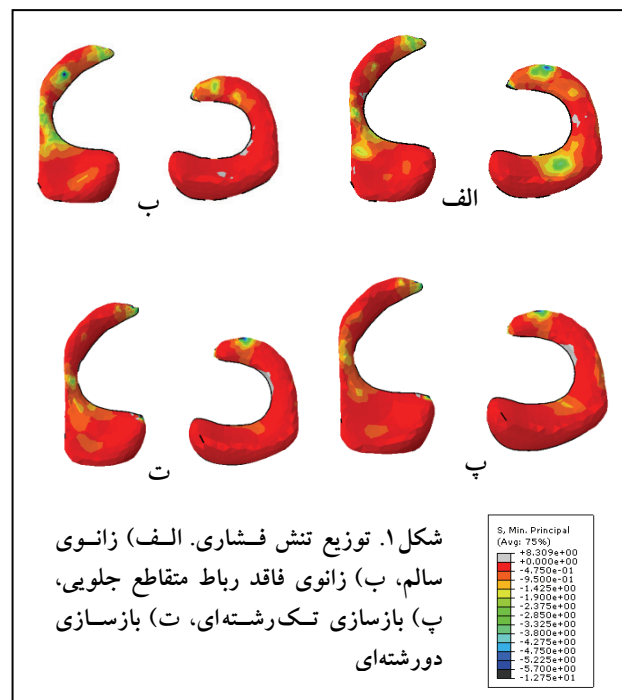 ب
الف
ت
پ
شکل۱. توزیع تنش فشاری. الف) زانوی
سالم، ب) زانوی فاقد رباط متقاطع جلویی،
پ) بازسازی تک‌رشته‌ای، ت) بازسازی
دورشته‌ای
S, Min. Principal
(Avg: 75%)
+8.309e+00
+0.000e+00
-4.750e-01
-9.500e-01
-1.425e+00
-1.900e+00
-2.375e+00
-2.850e+00
-3.325e+00
-3.800e+00
-4.275e+00
-4.750e+00
-5.225e+00
-5.700e+00
-1.275e+01